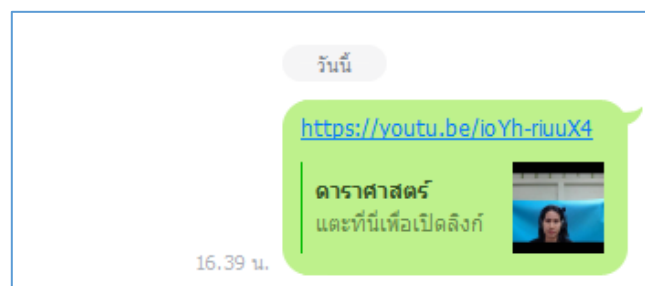 วันนี้
https://youtu.be/ioYh-riuuX4
ดาราศาสตร์
แตะที่นี่เพื่อเปิดลิงก์
16.39 น.